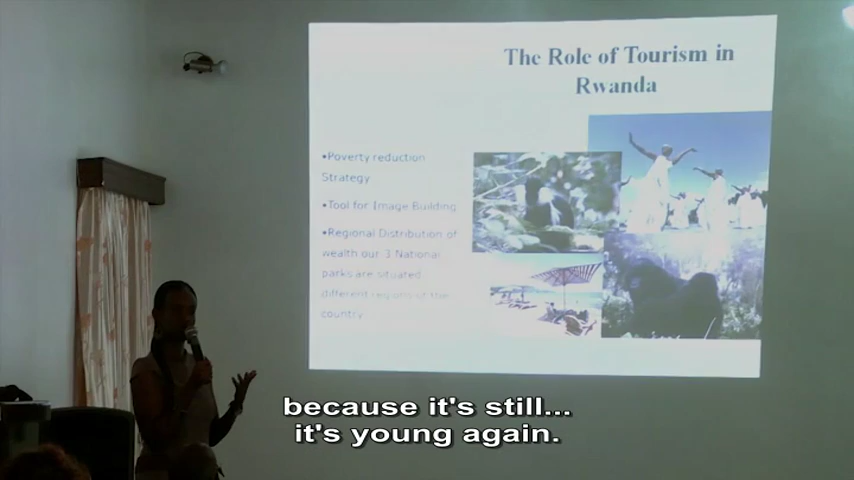 The Role of Tourism in
Rwanda
•Poverty reduction
Strategy
•Tool for Image Building
•Regional Distribution of
wealth our 3 National
parks are situated
different regions of the
country.
because it's still...
it's young again.